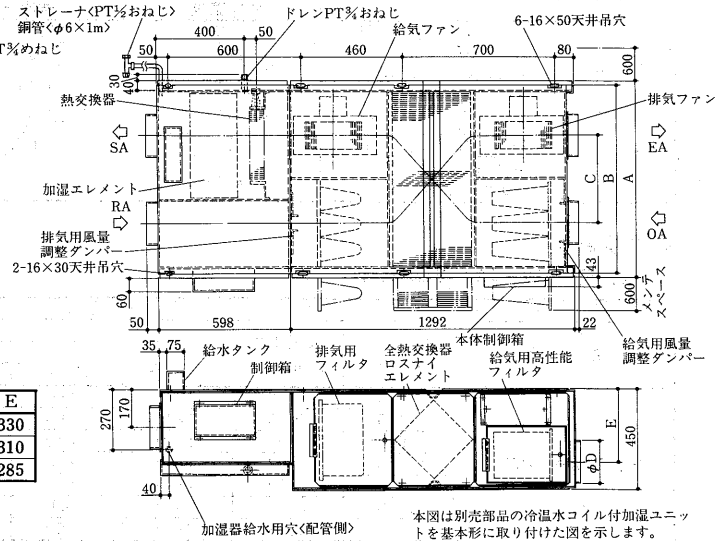 ストレーナ<PT½おねじ>
銅管<φ6×1m>
PT¾めねじ
ドレンPT¾おねじ
給気ファン
6-16×50天井吊穴
400
50
50
600
460
700
80
600
30
40
熱交換器
排気ファン
SA
EA
加湿エレメント
C
B
A
RA
OA
排気用風量
調整ダンパー
2-16×30天井吊穴
43
60
600
メンテ
スペース
本体制御箱
50
598
1292
22
給気用風量
調整ダンパー
35
75
給水タンク
制御箱
排気用
フィルタ
全熱交換器
ロスナイ
エレメント
給気用高性能
フィルタ
E
330
310
285
270
170
E
450
φD
40
加湿器給水用穴<配管側>
本図は別売部品の冷温水コイル付加湿ユニッ
トを基本形に取り付けた図を示します。